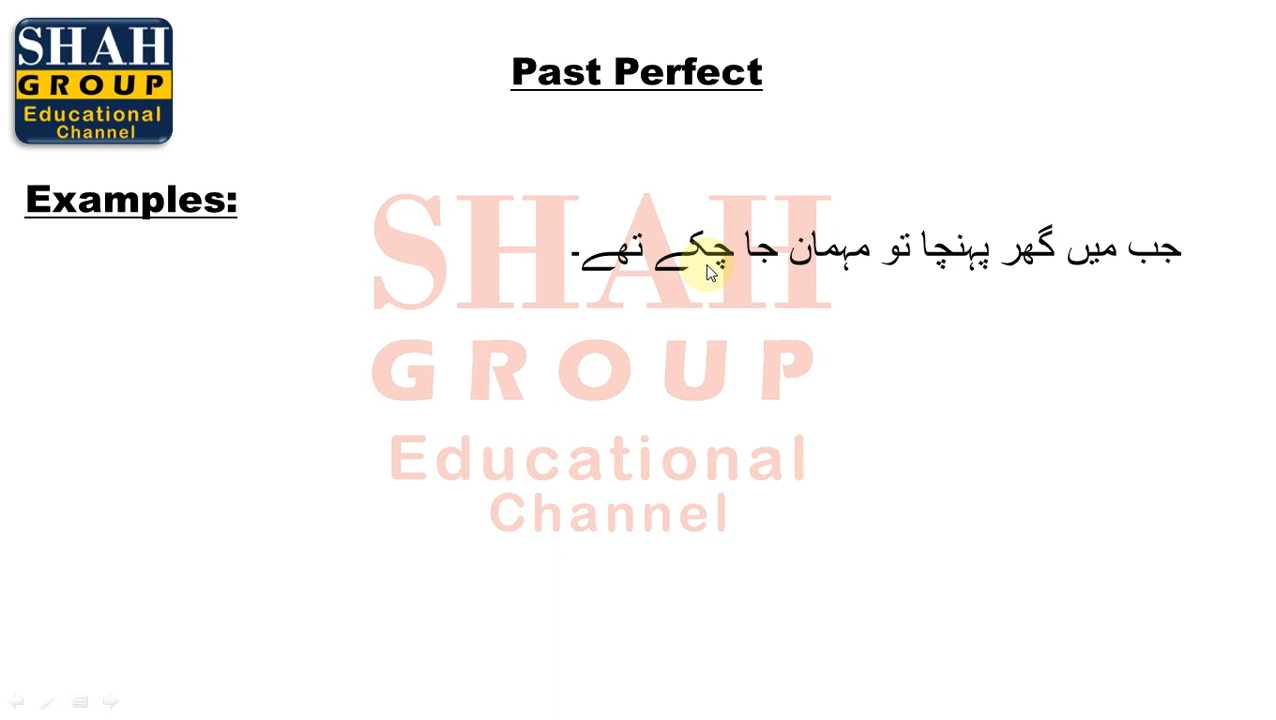 SHAH
GROUP
Educational
Channel
Past Perfect
Examples:
جب میں گھر پہنچا تو مہمان جا چکے تھے۔
SHAH
GROUP
Educational
Channel